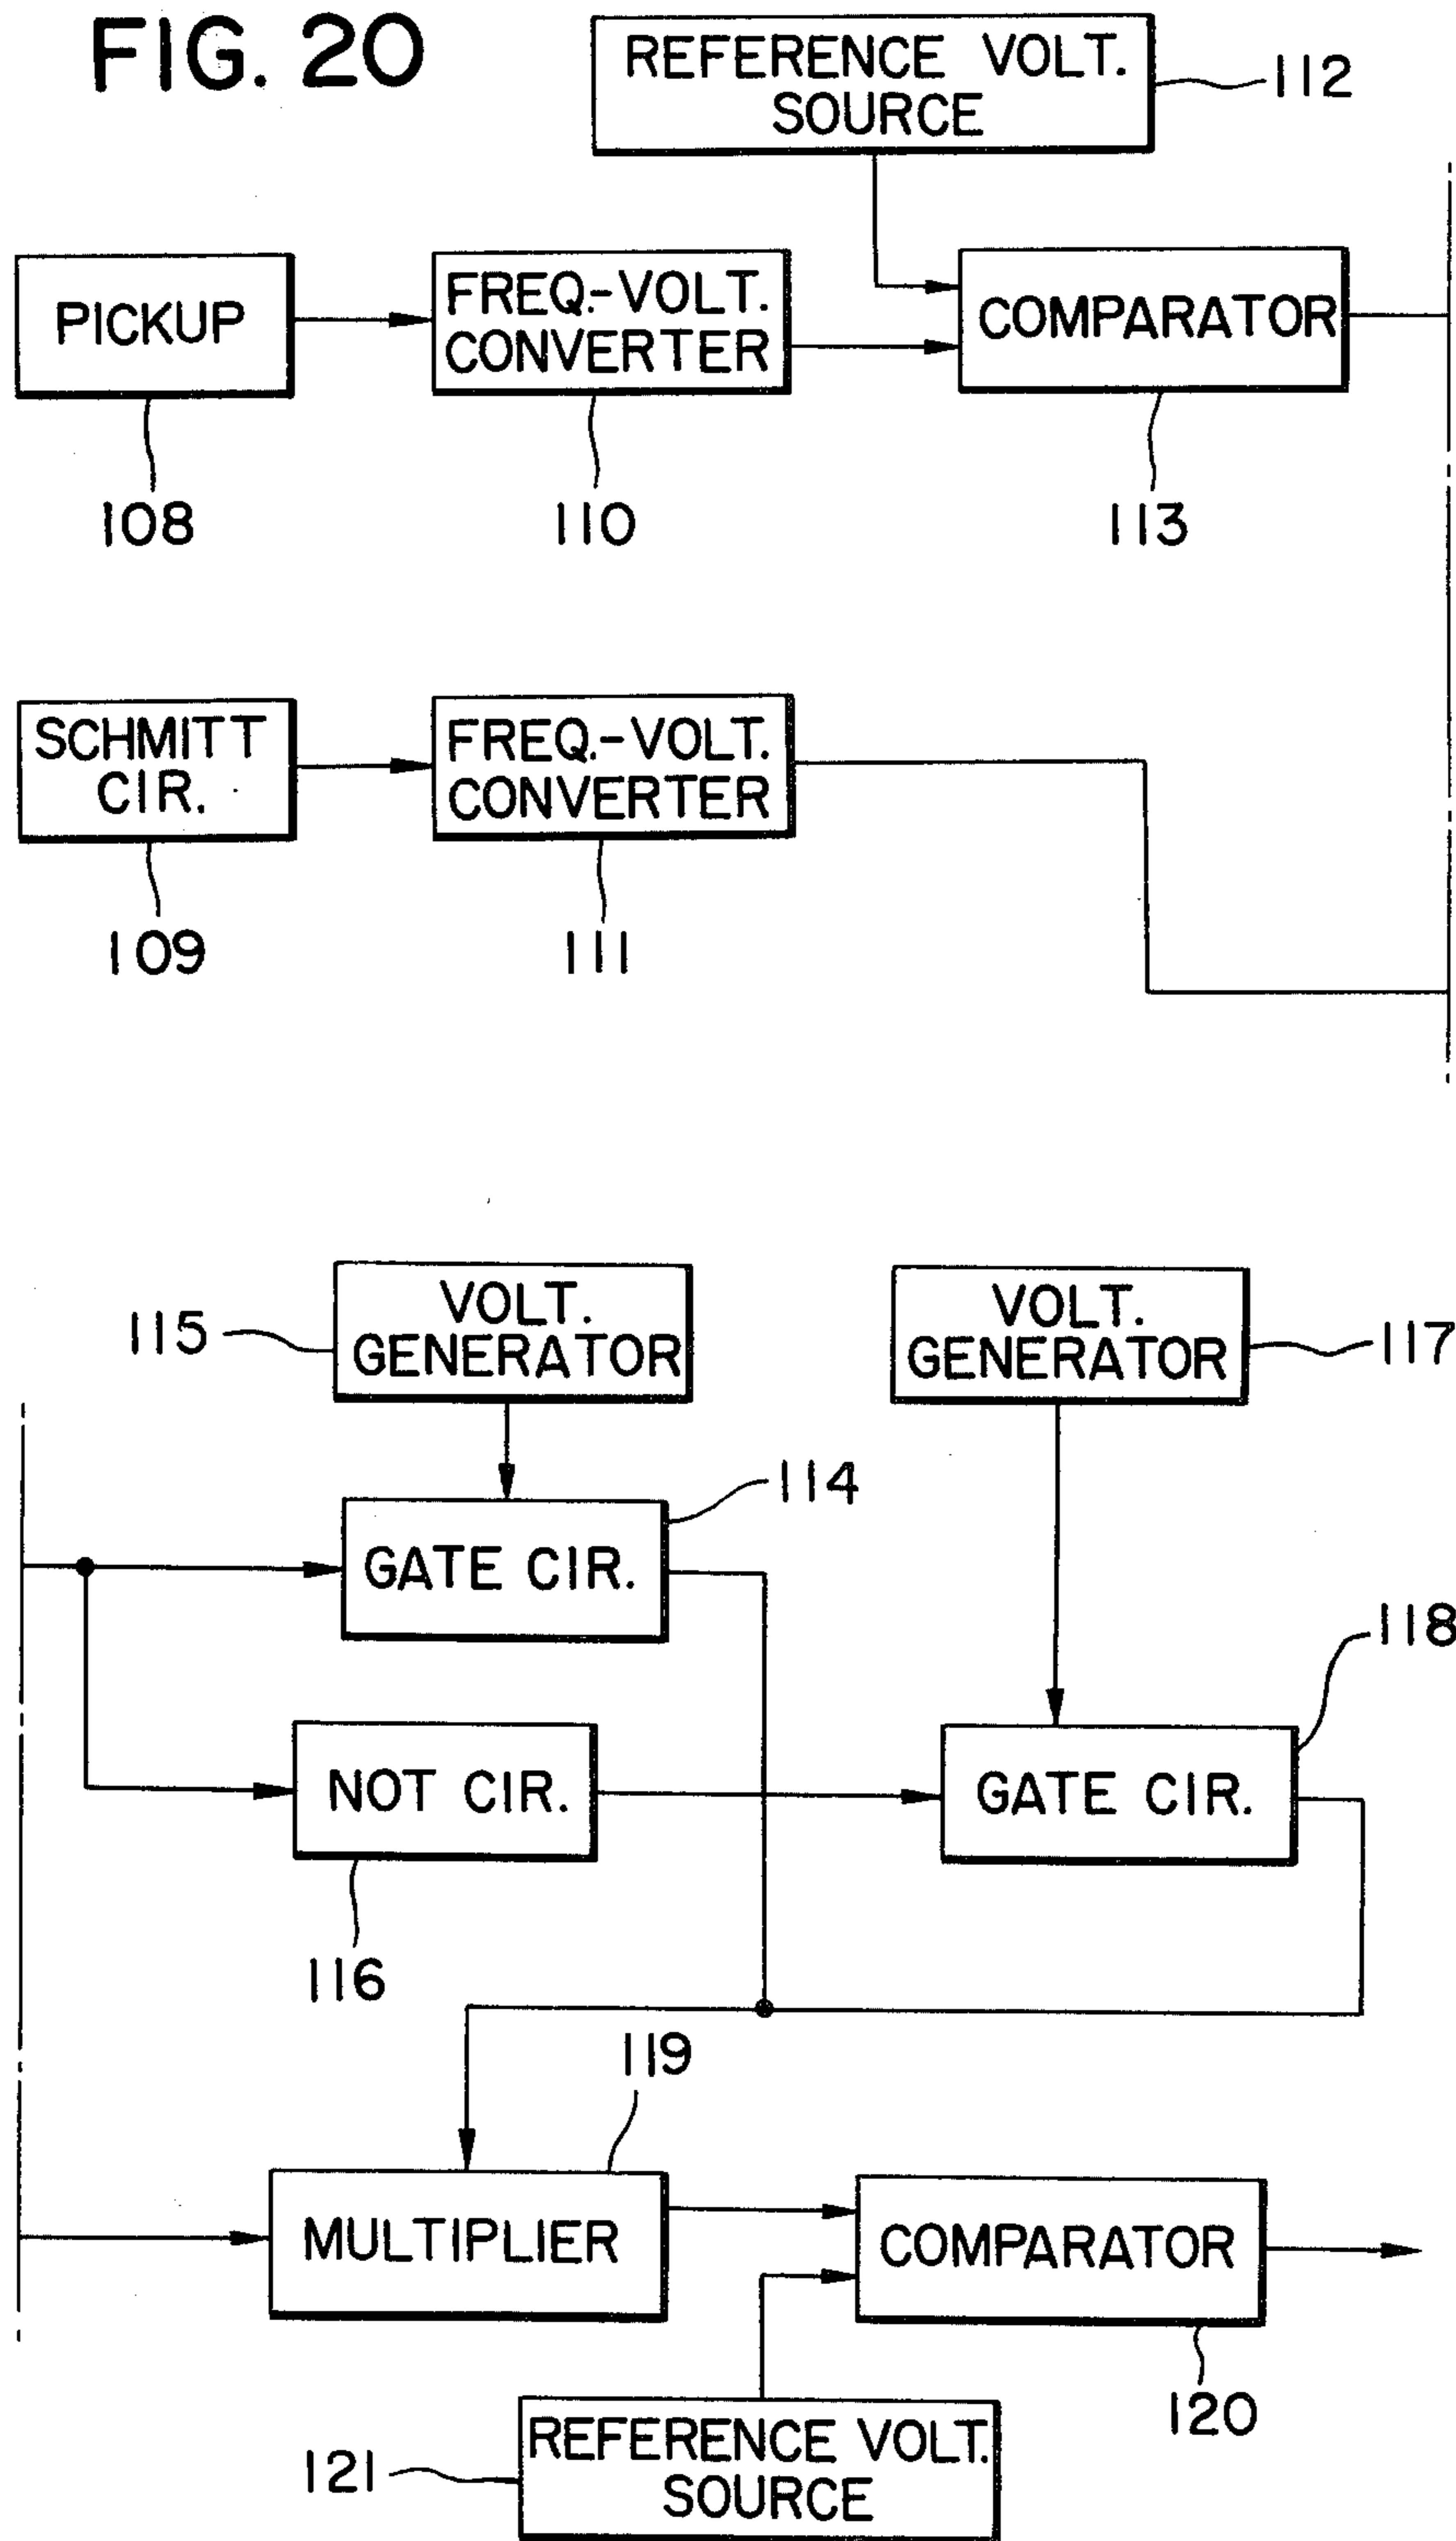 FIG. 20
REFERENCE VOLT.
SOURCE
112
PICKUP
FREQ.-VOLT.
CONVERTER
COMPARATOR
108
110
113
SCHMITT
CIR.
FREQ.-VOLT.
CONVERTER
109
111
VOLT.
GENERATOR
115
VOLT.
GENERATOR
117
114
GATE CIR.
118
NOT CIR.
GATE CIR.
116
119
MULTIPLIER
COMPARATOR
120
REFERENCE VOLT.
SOURCE
121